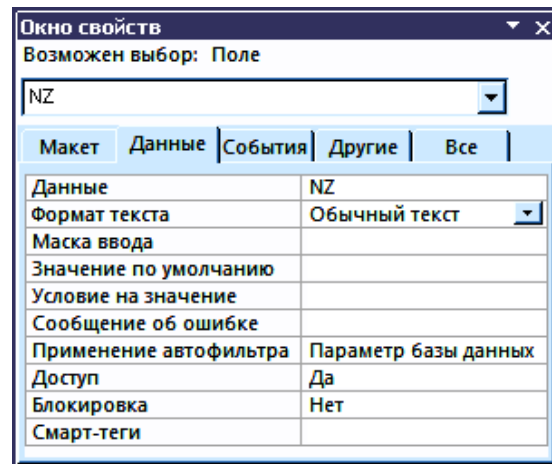 Окно свойств
Возможен выбор: Поле
NZ
Макет Данные События Другие Все
Данные NZ
Формат текста Обычный текст
Маска ввода
Значение по умолчанию
Условие на значение
Сообщение об ошибке
Применение автофильтра Параметр базы данных
Доступ Да
Блокировка Нет
Смарт-теги